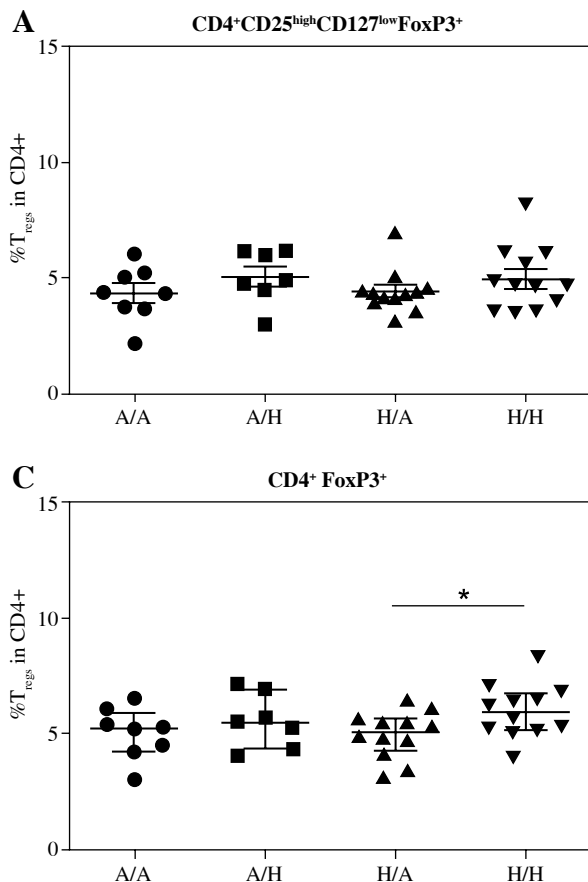 A
CD4⁺CD25ʰⁱᵍʰCD127ˡᵒʷFoxP3⁺
15
10
5
0
%Tᵣₑgₛ in CD4+
A/A A/H H/A H/H
C
CD4⁺ FoxP3⁺
15
10
5
0
%Tᵣₑgₛ in CD4+
*
A/A A/H H/A H/H